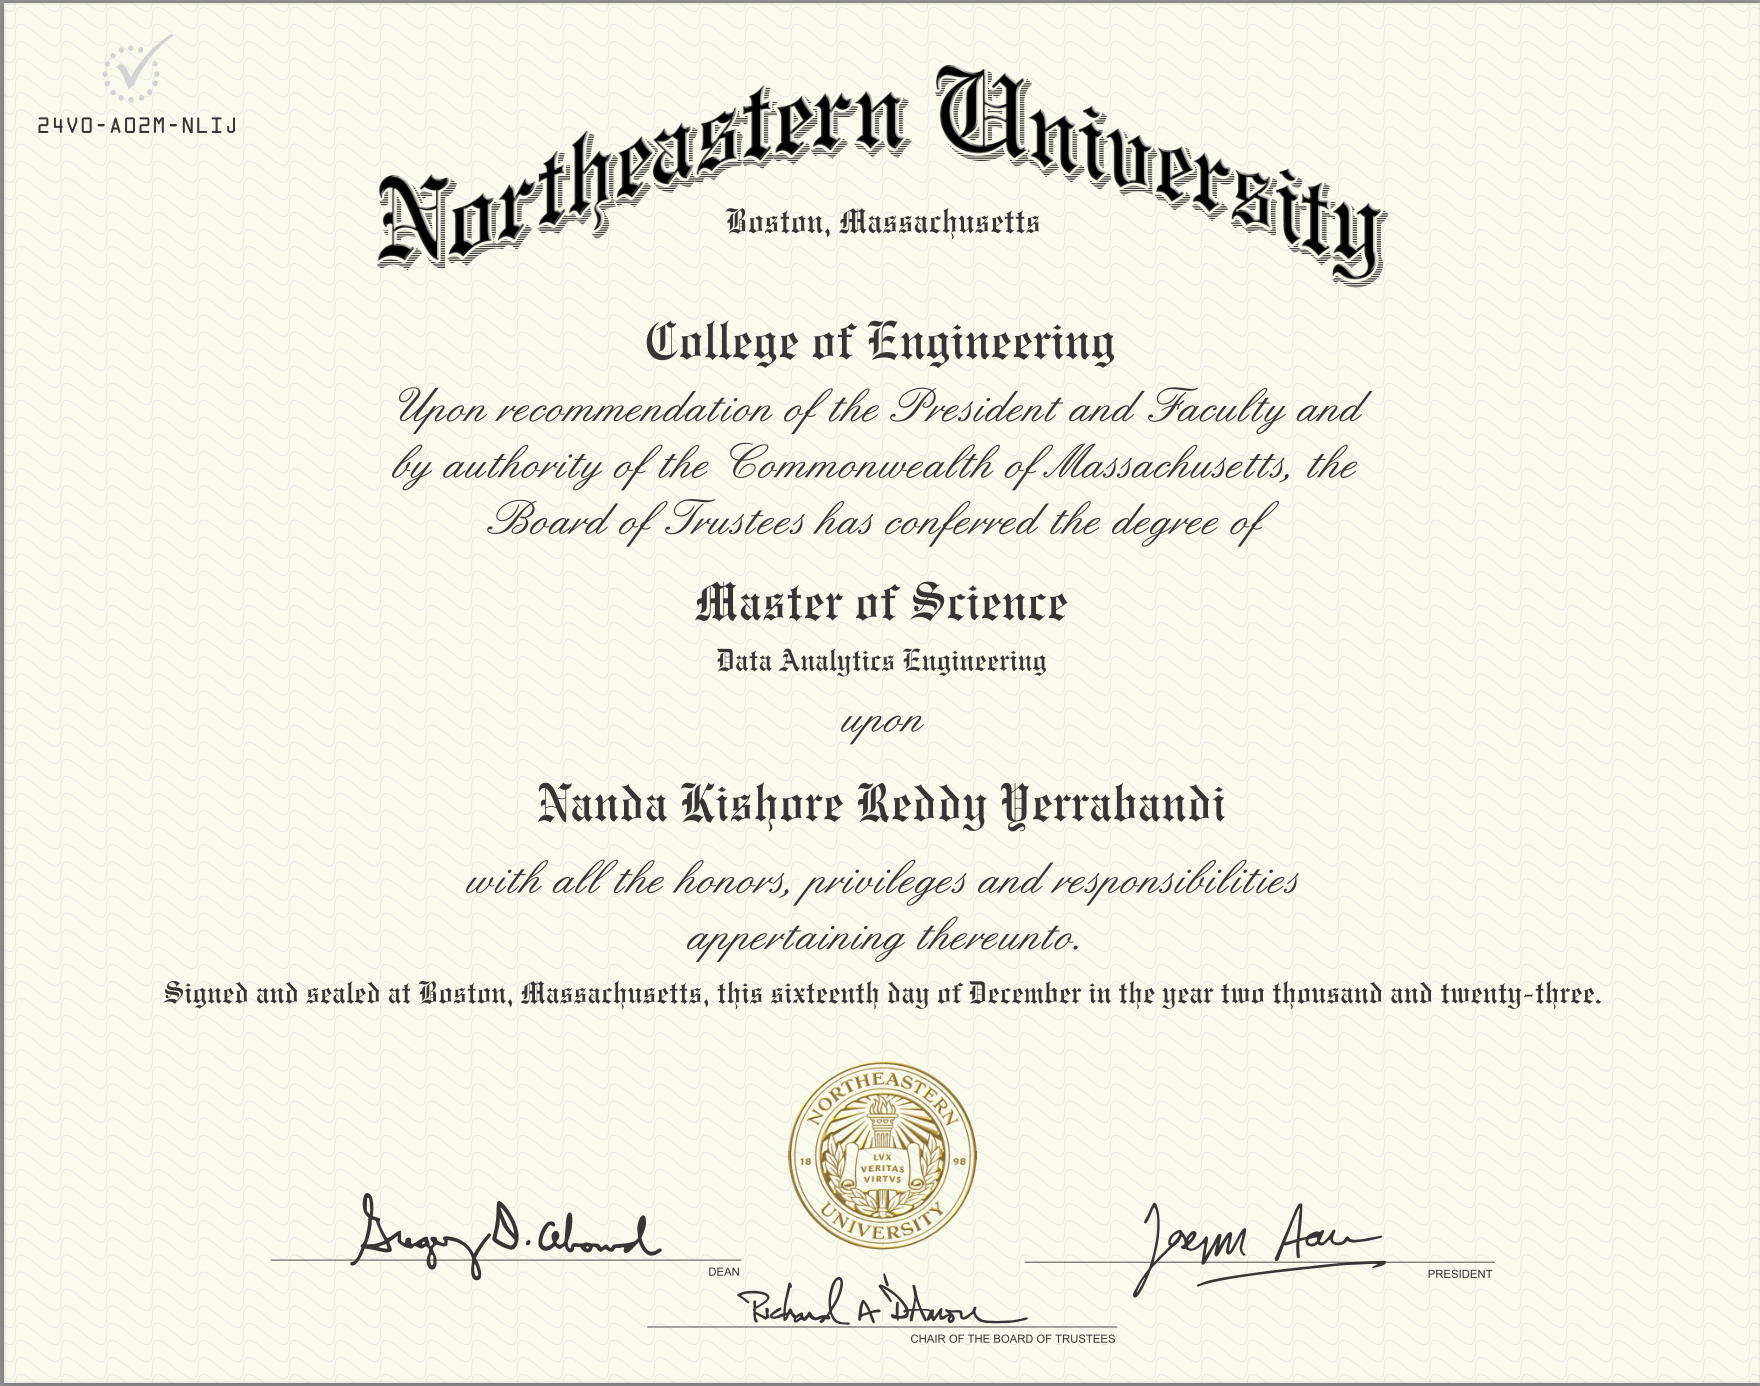 24VO-AO2M-NLIJ
Northeastern University
Boston, Massachusetts
College of Engineering
Upon recommendation of the President and Faculty and
by authority of the Commonwealth of Massachusetts, the
Board of Trustees has conferred the degree of
Master of Science
Data Analytics Engineering
upon
Nanda Kishore Reddy Yerrabandi
with all the honors, privileges and responsibilities
appertaining thereunto.
Signed and sealed at Boston, Massachusetts, this sixteenth day of December in the year two thousand and twenty-three.
NORTHEASTERN
18 98
LVX
VERITAS
VIRTVS
UNIVERSITY
Gregory D. Abowd
DEAN
Joseph Aoun
PRESIDENT
Richard A D'Amore
CHAIR OF THE BOARD OF TRUSTEES